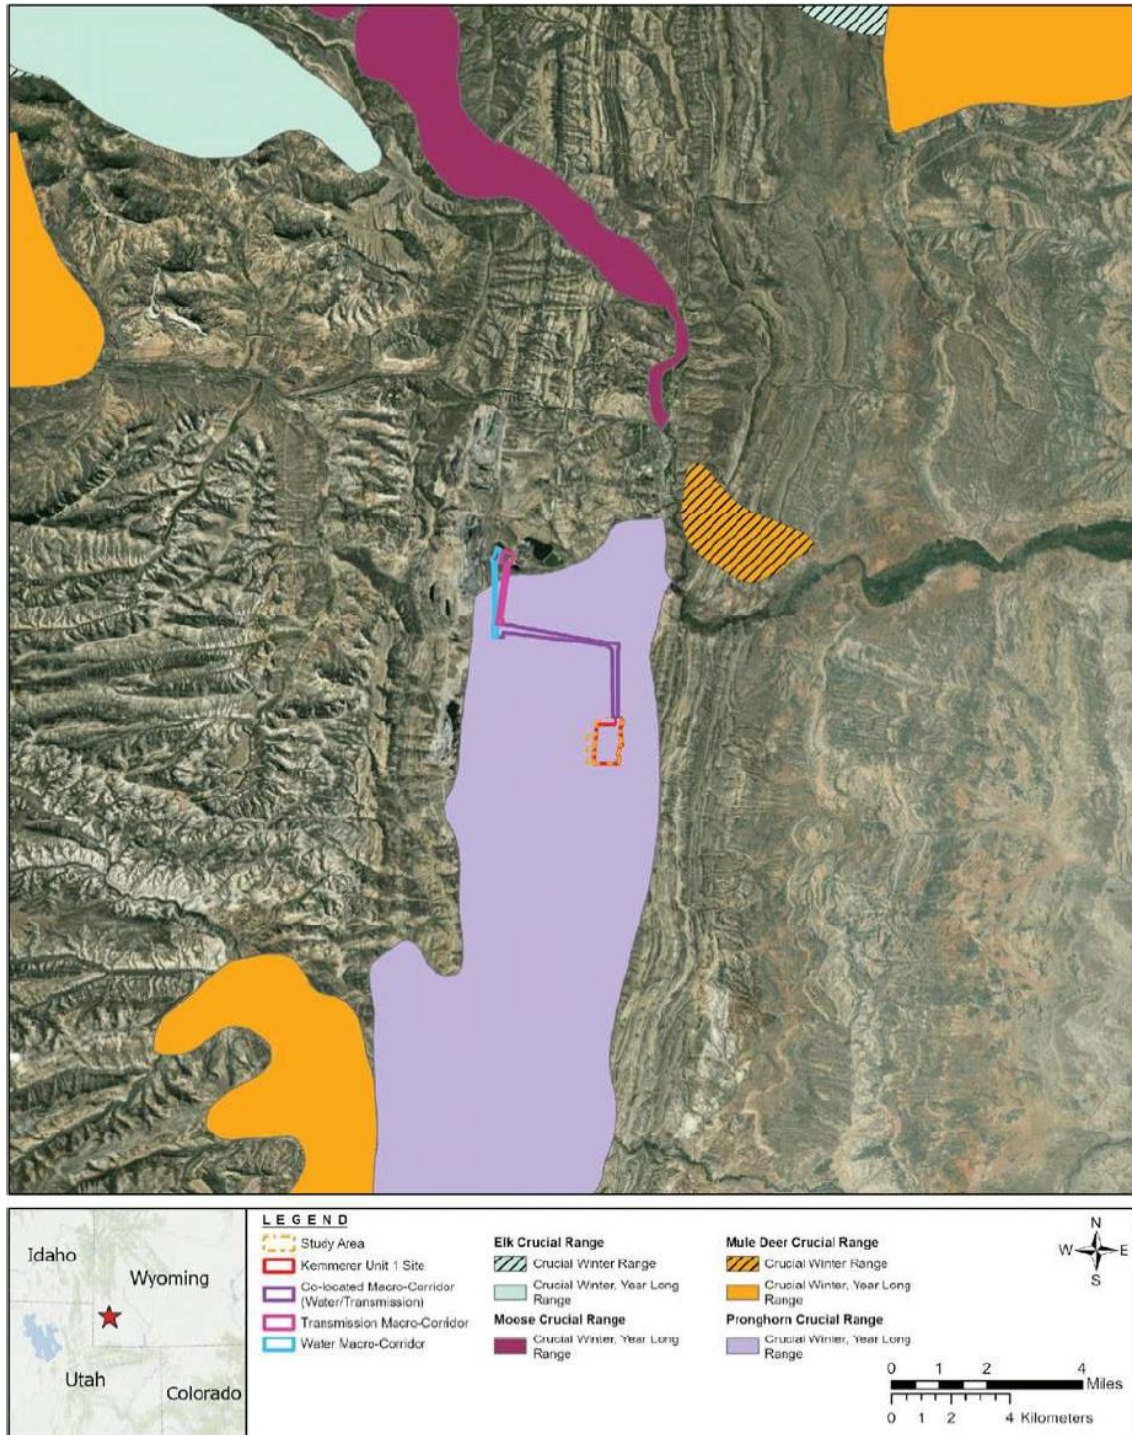 Idaho
Wyoming
Utah
Colorado
LEGEND
Study Area
Kemmerer Unit 1 Site
Co-located Macro-Corridor
(Water/Transmission)
Transmission Macro-Corridor
Water Macro-Corridor
Elk Crucial Range
Crucial Winter Range
Crucial Winter, Year Long
Range
Moose Crucial Range
Crucial Winter, Year Long
Range
Mule Deer Crucial Range
Crucial Winter Range
Crucial Winter, Year Long
Range
Pronghorn Crucial Range
Crucial Winter, Year Long
Range
N
W E
S
0 1 2 4
Miles
0 1 2 4 Kilometers